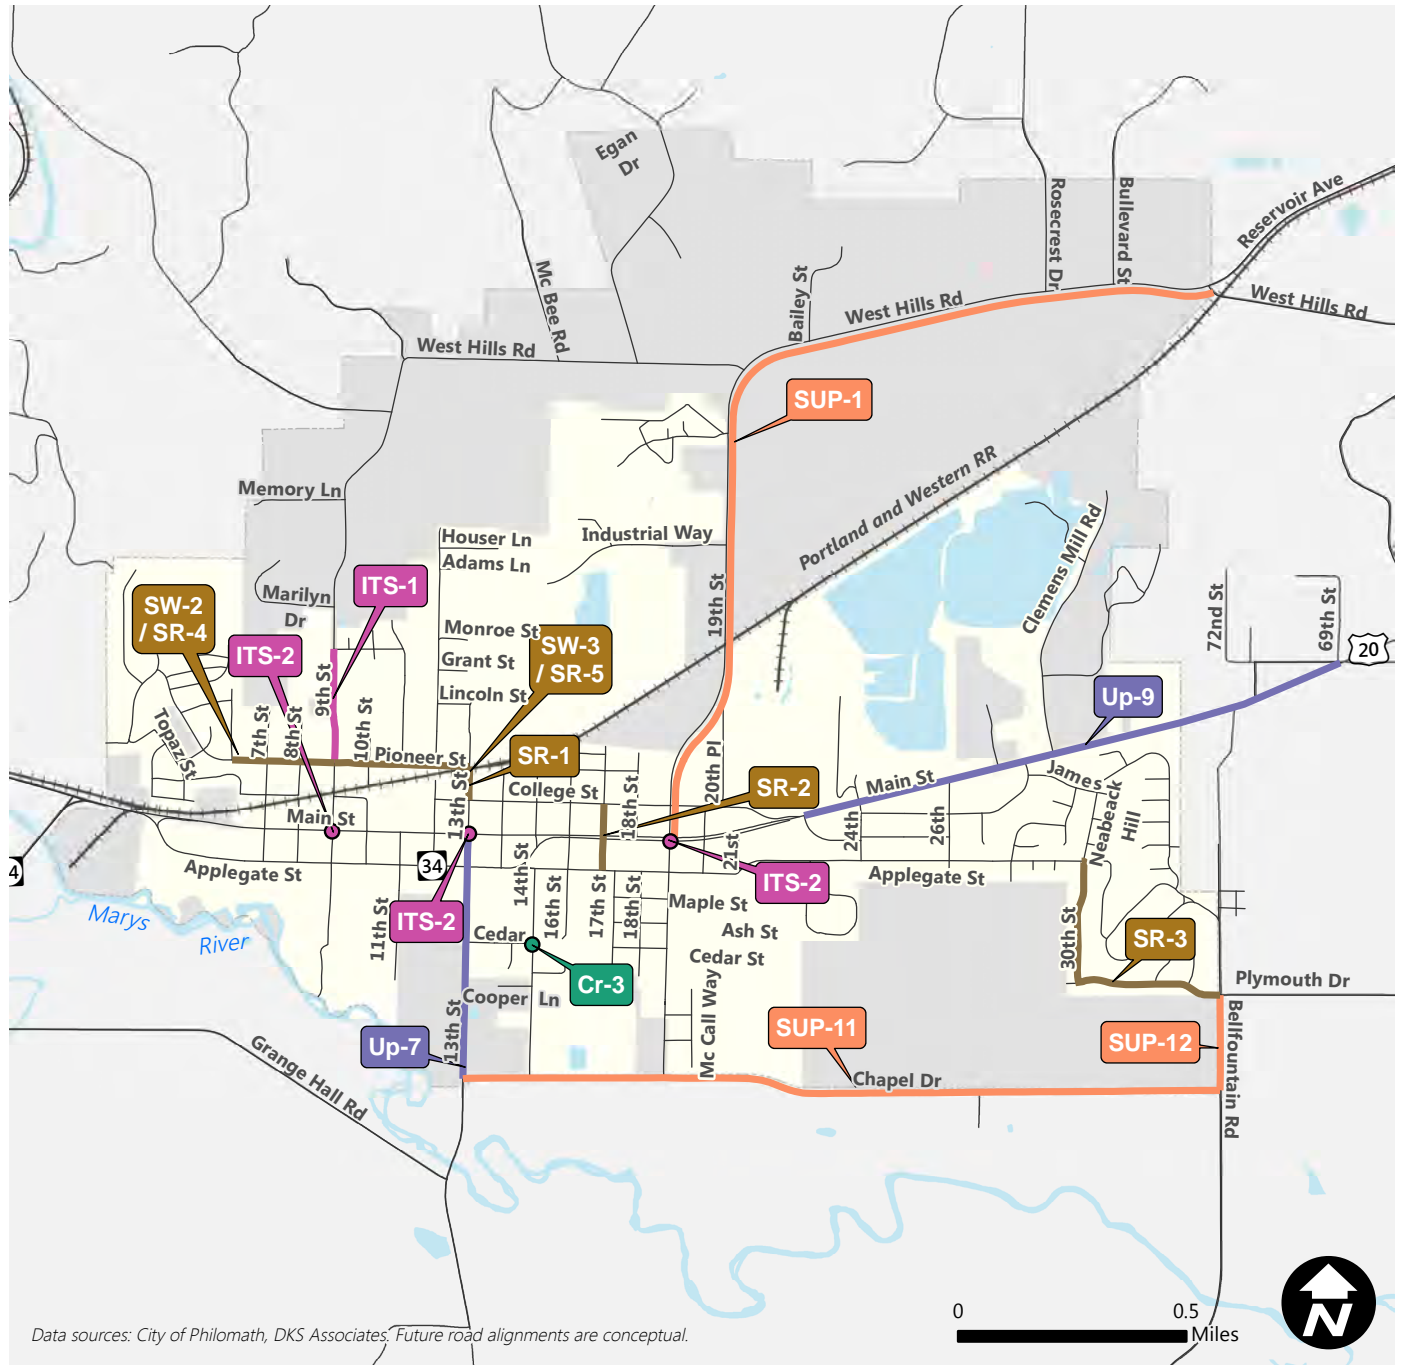 Egan
Dr
Rosecrest Dr
Bullevard St
Reservoir Ave
Mc Bee Rd
Bailey St
West Hills Rd
West Hills Rd
West Hills Rd
SUP-1
Memory Ln
Portland and Western RR
Houser Ln
Industrial Way
Adams Ln
Clemens Mill Rd
ITS-1
Marilyn
Dr
SW-2
/ SR-4
19th St
72nd St
69th St
Monroe St
SW-3
/ SR-5
ITS-2
20
Grant St
9th St
Lincoln St
Up-9
7th St
8th St
10th St
Topaz St
Pioneer St
SR-1
20th Pl
James
Main St
SR-2
College St
13th St
18th St
Neabeack
Hill
Main St
24th
26th
21st
34
4
Applegate St
14th St
ITS-2
Applegate St
16th St
17th St
18th St
Maple St
Marys
River
11th St
ITS-2
Ash St
Cedar
30th St
SR-3
Cedar St
Cr-3
Plymouth Dr
Cooper Ln
Mc Call Way
SUP-11
SUP-12
Bellfountain Rd
Up-7
13th St
Grange Hall Rd
Chapel Dr
0
0.5
Miles
N
Data sources: City of Philomath, DKS Associates. Future road alignments are conceptual.